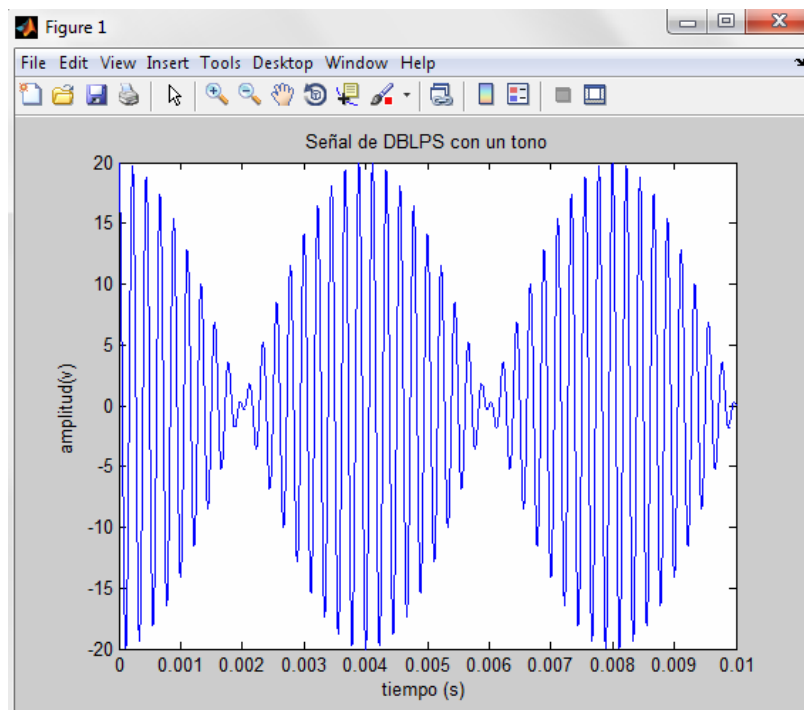 Figure 1
File Edit View Insert Tools Desktop Window Help
Señal de DBLPS con un tono
20
15
10
5
0
-5
-10
-15
-20
amplitud(v)
0 0.001 0.002 0.003 0.004 0.005 0.006 0.007 0.008 0.009 0.01
tiempo (s)